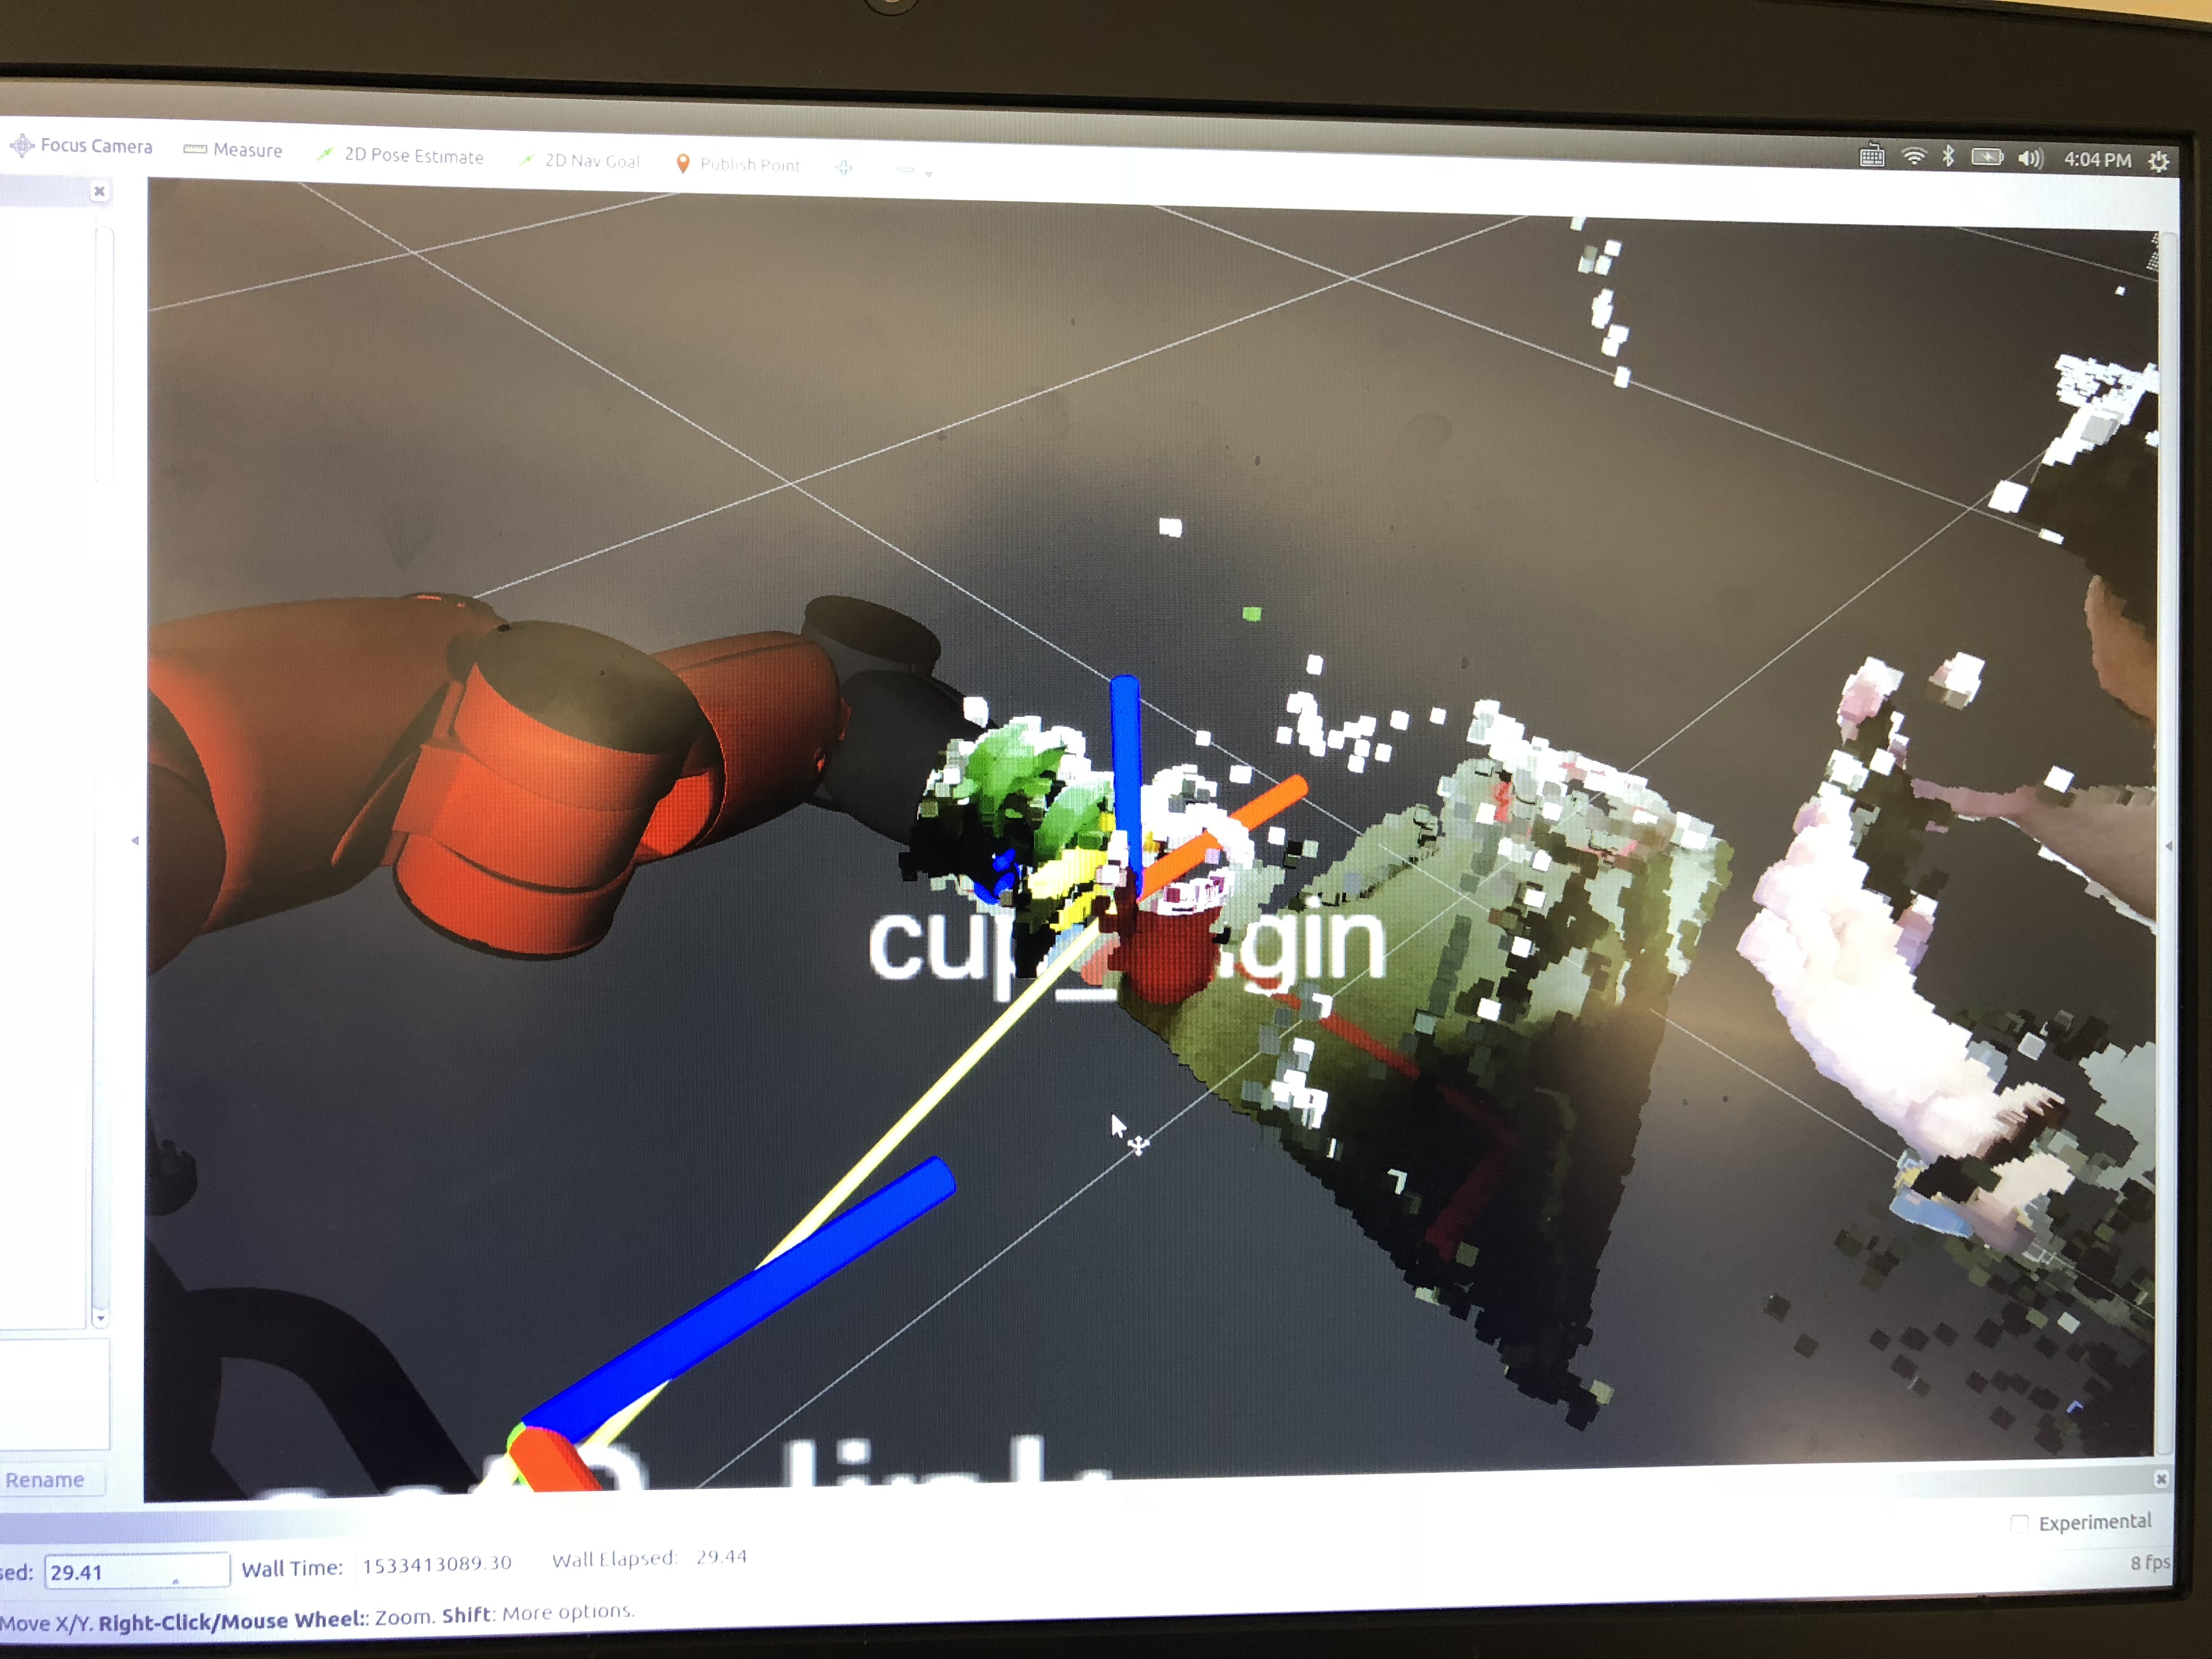 Focus Camera Measure 2D Pose Estimate 2D Nav Goal Publish Point
4:04 PM
link
Rename
Experimental
29.41 Wall Time: 1533413089.30 Wall Elapsed: 29.44
8 fps
Move X/Y. Right-Click/Mouse Wheel:: Zoom. Shift: More options.